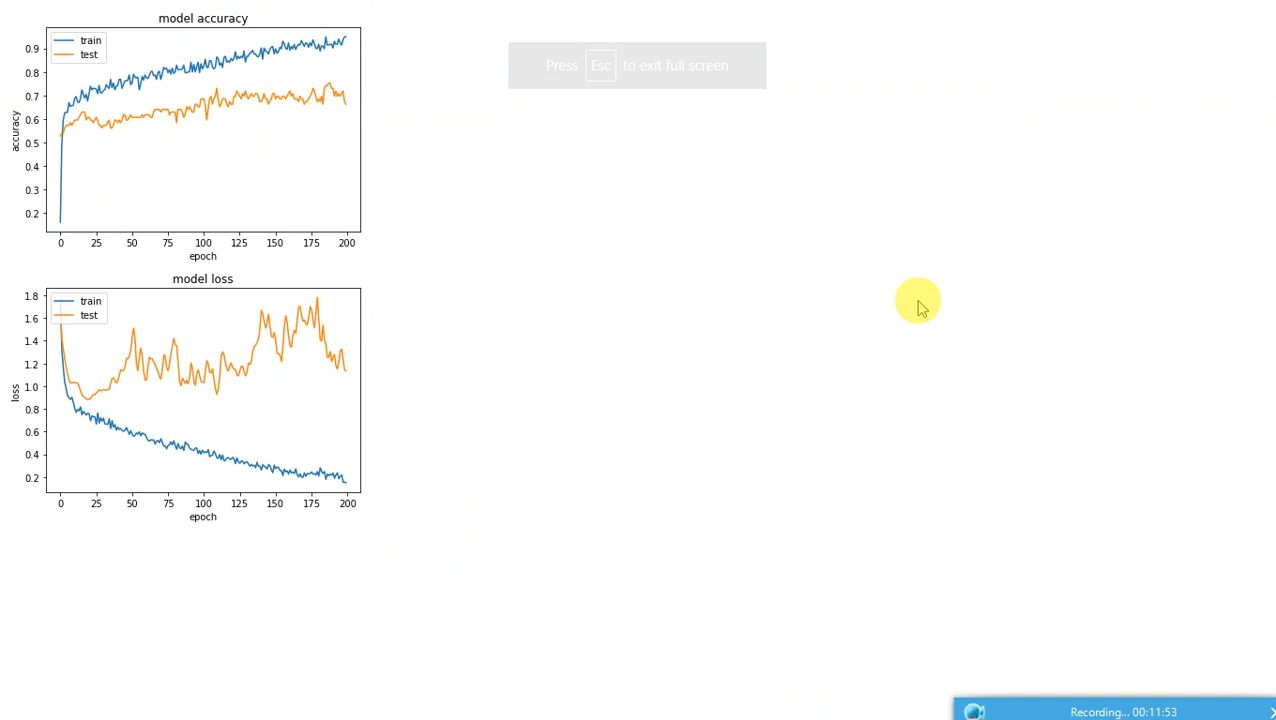 model accuracy
train
test
0.9
0.8
0.7
0.6
0.5
0.4
0.3
0.2
accuracy
0 25 50 75 100 125 150 175 200
epoch
model loss
train
test
1.8
1.6
1.4
1.2
1.0
0.8
0.6
0.4
0.2
loss
0 25 50 75 100 125 150 175 200
epoch
Press Esc to exit full screen
Recording... 00:11:53